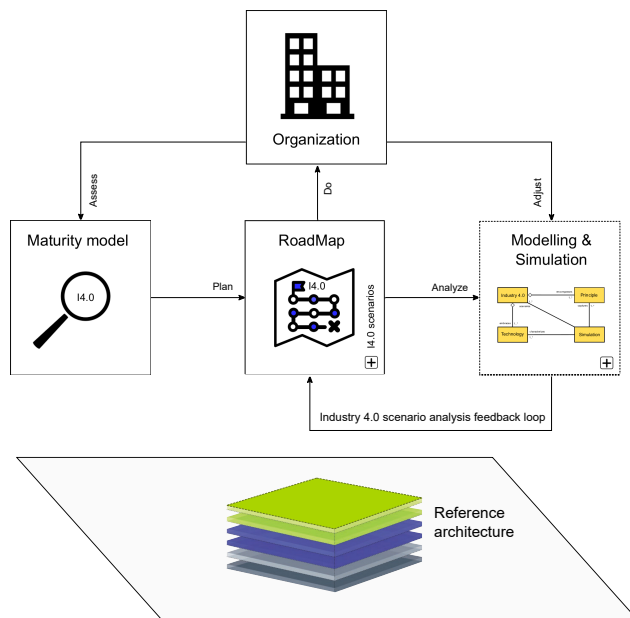 Organization
Assess
Do
Adjust
Maturity model
I4.0
Plan
RoadMap
I4.0
I4.0 scenarios
Analyze
Modelling &
Simulation
Industry 4.0
Principle
Technology
Simulation
Industry 4.0 scenario analysis feedback loop
Reference
architecture